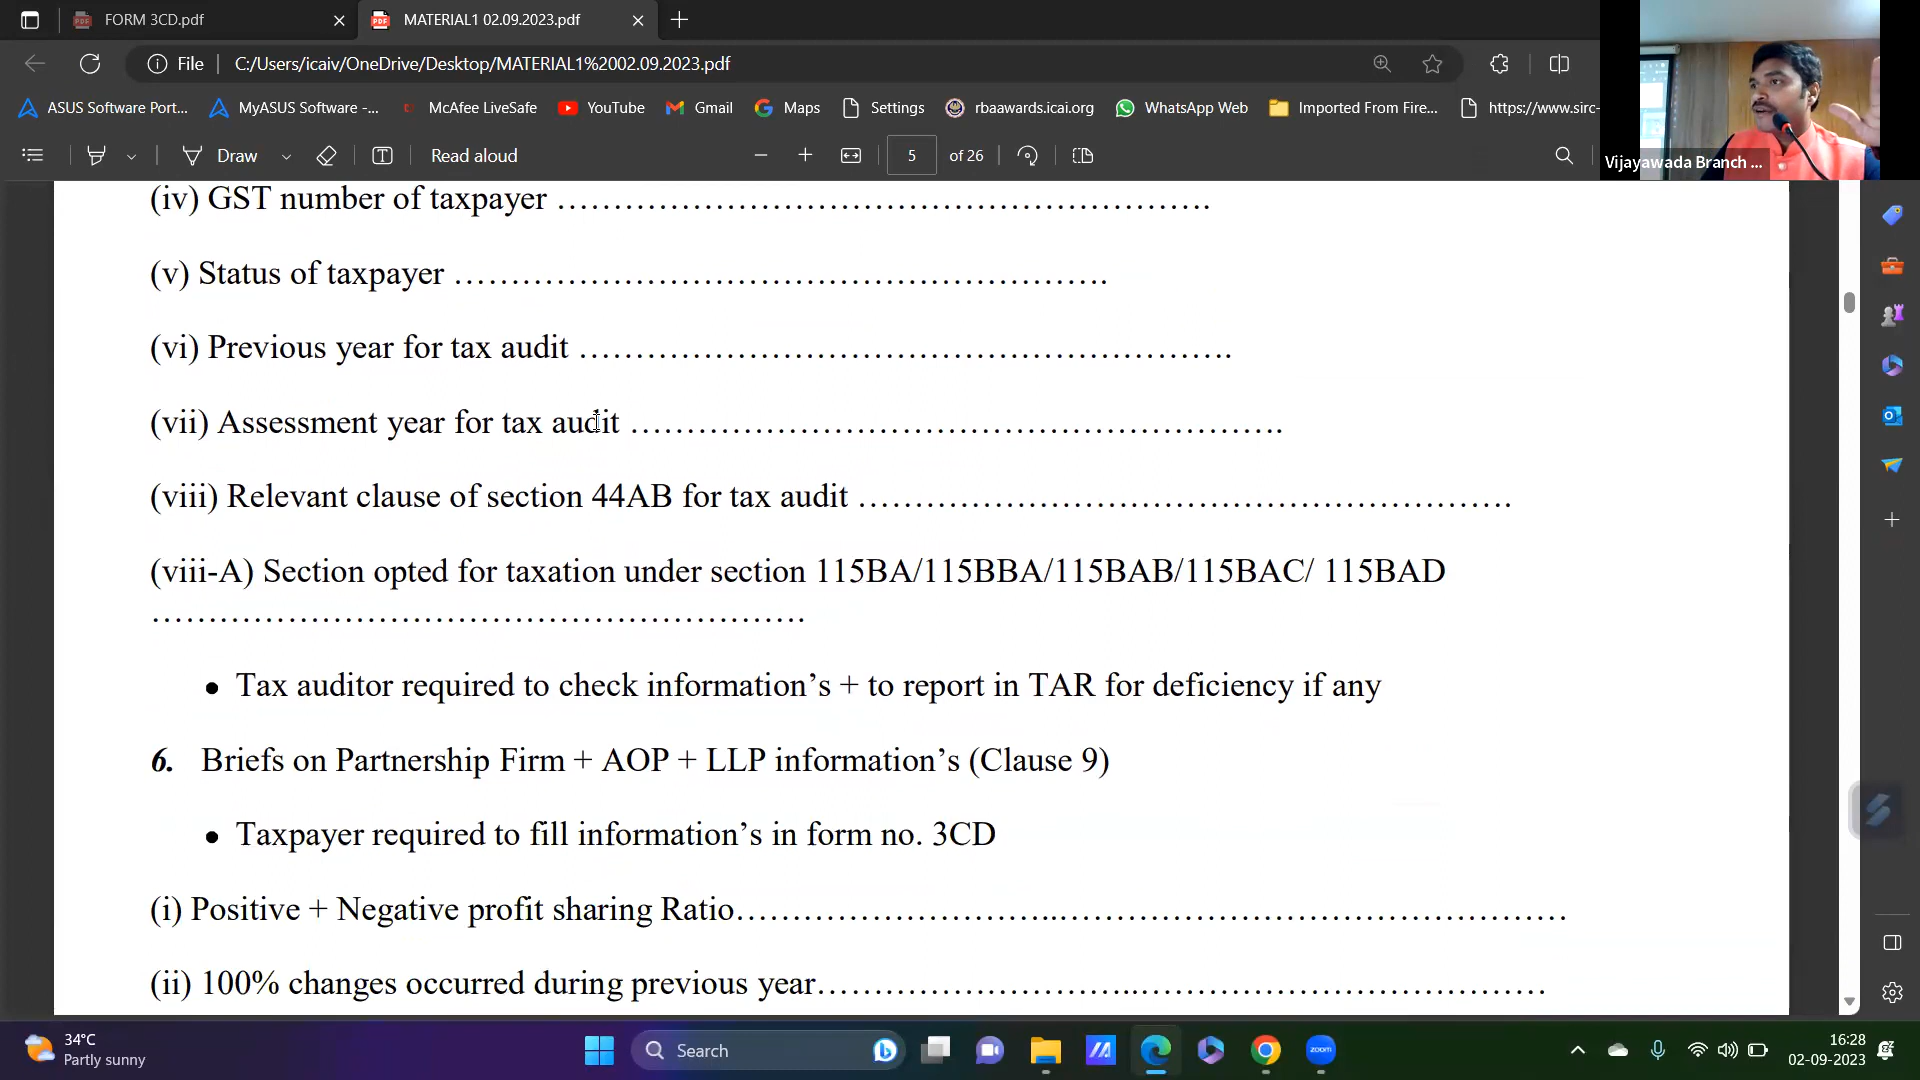 FORM 3CD.pdf
MATERIAL1 02.09.2023.pdf
File
C:/Users/icaiv/OneDrive/Desktop/MATERIAL1%2002.09.2023.pdf
ASUS Software Port...
MyASUS Software -...
McAfee LiveSafe
YouTube
Gmail
Maps
Settings
rbaawards.icai.org
WhatsApp Web
Imported From Fire...
https://www.sirc-
Draw
Read aloud
5 of 26
Vijayawada Branch ...
(iv) GST number of taxpayer ……………………………………………………………….
(v) Status of taxpayer ……………………………………………………………….
(vi) Previous year for tax audit ……………………………………………………………….
(vii) Assessment year for tax audit ……………………………………………………………….
(viii) Relevant clause of section 44AB for tax audit ……………………………………………………………….
(viii-A) Section opted for taxation under section 115BA/115BBA/115BAB/115BAC/ 115BAD
……………………………………………………………….
• Tax auditor required to check information’s + to report in TAR for deficiency if any
6. Briefs on Partnership Firm + AOP + LLP information’s (Clause 9)
• Taxpayer required to fill information’s in form no. 3CD
(i) Positive + Negative profit sharing Ratio……………………………..…………………………………………………
(ii) 100% changes occurred during previous year……………………………..………………………………………
34°C
Partly sunny
Search
zoom
16:28
02-09-2023